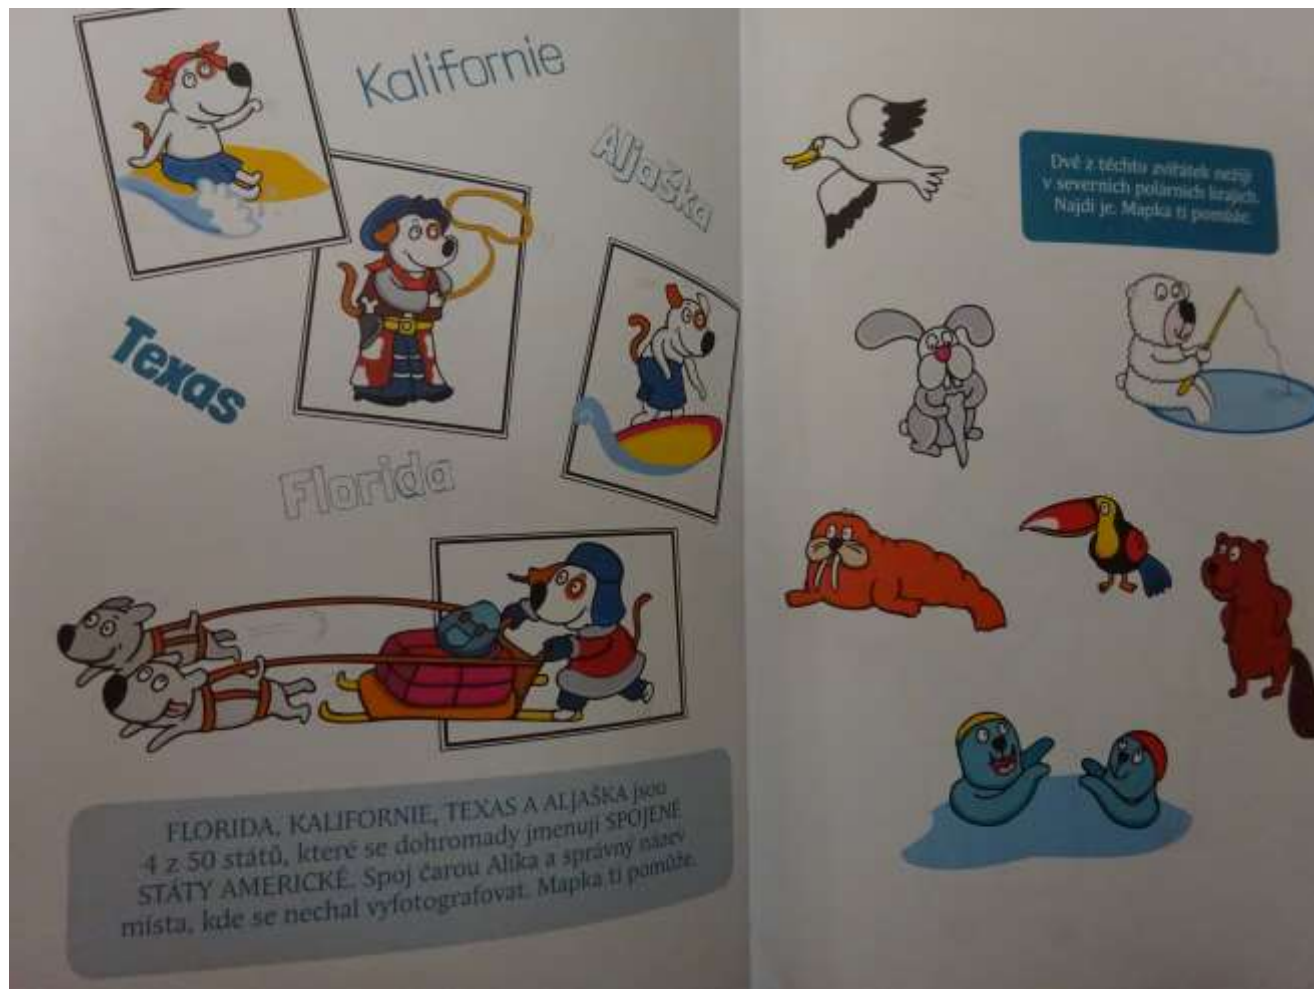 Kalifornie
Aljaška
Texas
Florida
FLORIDA, KALIFORNIE, TEXAS A ALJAŠKA jsou
4 z 50 států, které se dohromady jmenují SPOJENÉ
STÁTY AMERICKÉ. Spoj čarou Alíka a správný název
místa, kde se nechal vyfotografovat. Mapka ti pomůže.
Dvě z těchto zvířátek nežijí
v severních polárních krajích.
Najdi je. Mapka ti pomůže.